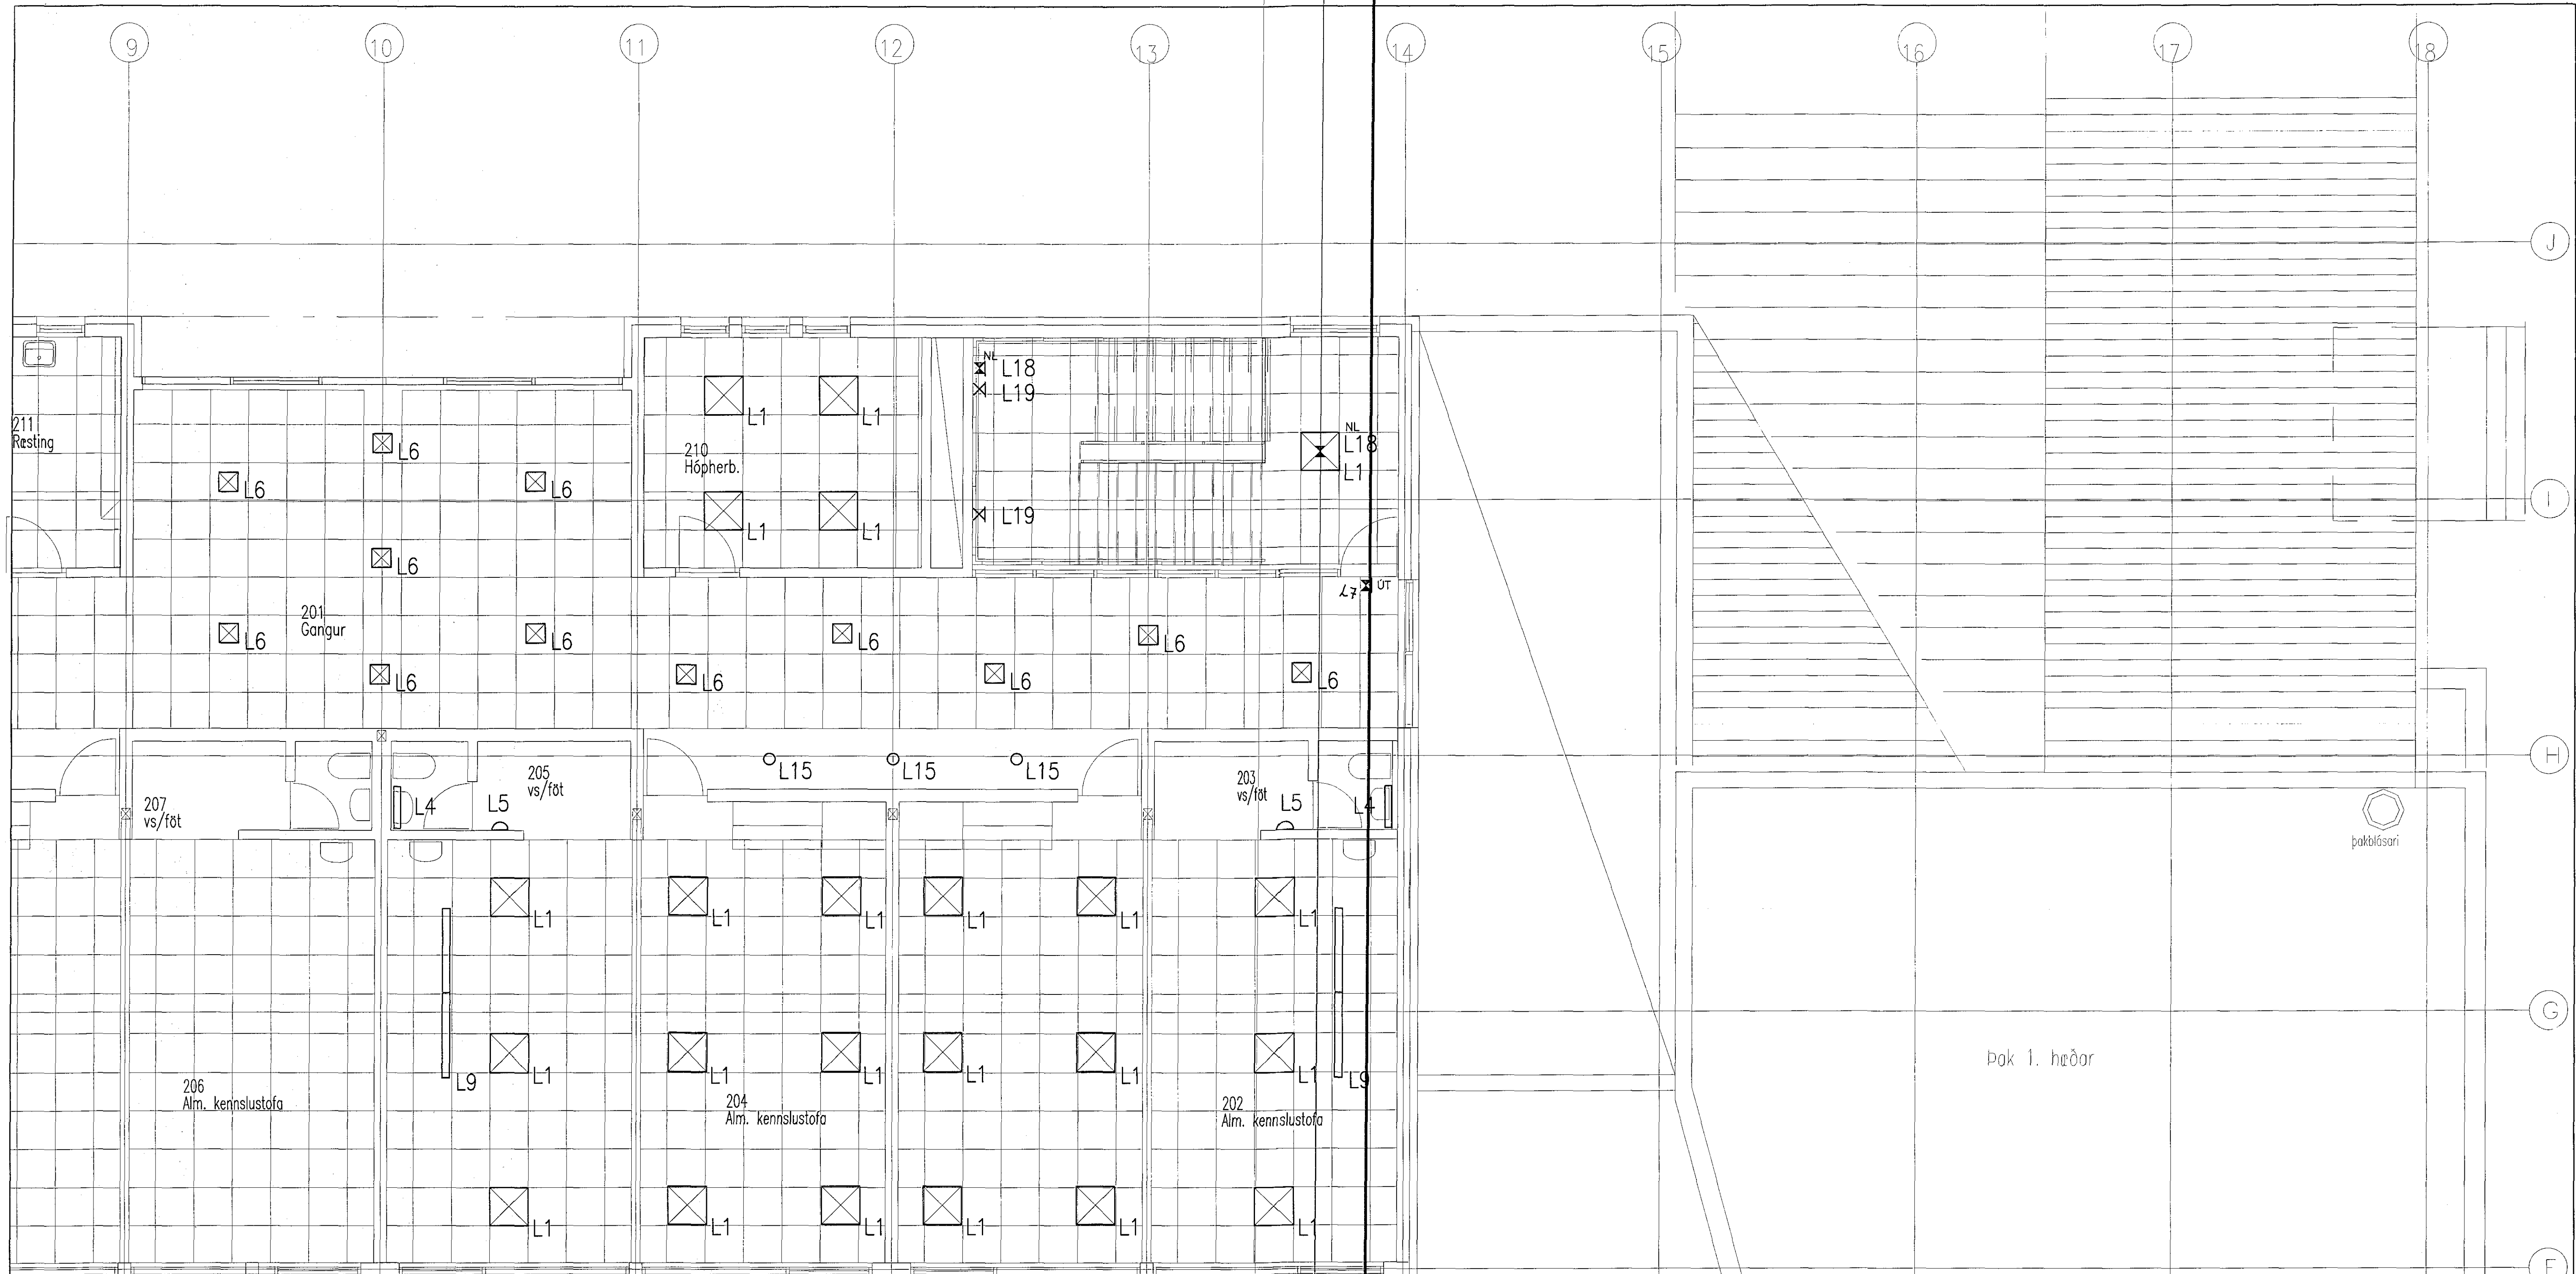 9 10 11 12 13 14 15 16 17 18
J
NL
L18
L19
L1 L1
211
Ræsting
NL
L18
L6
210
Hópherb.
L1
L6 L6
I
L1 L1
L19
L6
L7 ÚT
201
Gangur
L6 L6 L6 L6
L6 L6 L6 L6
H
L15 L15 L15
205
vs/föt
203
vs/föt
207
vs/föt
L4 L5 L5 L4
þakblásari
L1 L1 L1 L1 L1 L1
G
Þak 1. hæðar
L1 L1 L1 L1 L1 L1
L9 L9
206
Alm. kennslustofa
204
Alm. kennslustofa
202
Alm. kennslustofa
L1 L1 L1 L1 L1 L1
F